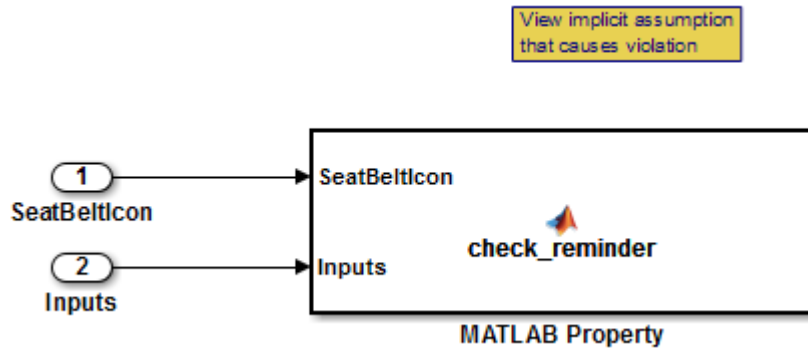 View implicit assumption
that causes violation
1
SeatBeltIcon
SeatBeltIcon
check_reminder
2
Inputs
Inputs
MATLAB Property